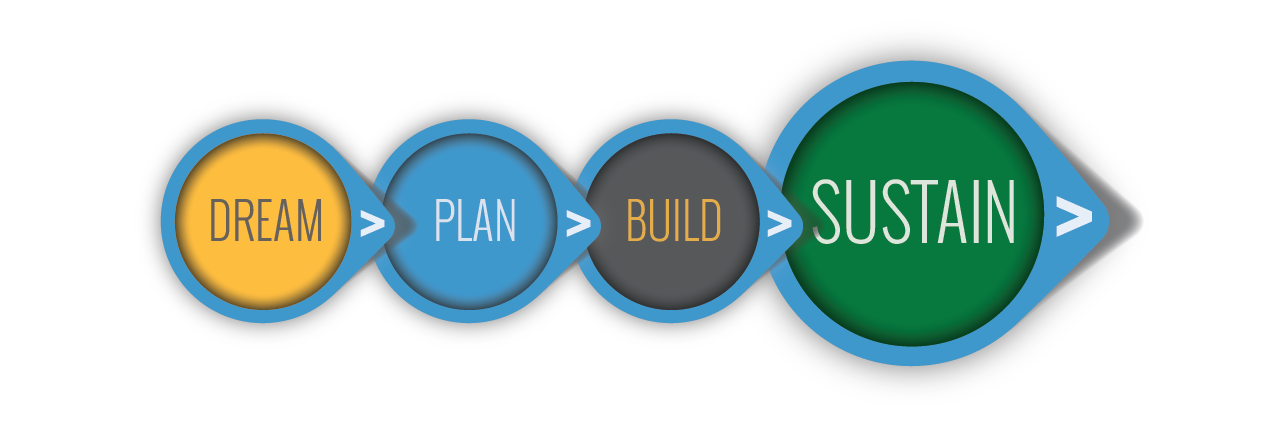 DREAM > PLAN > BUILD > SUSTAIN >